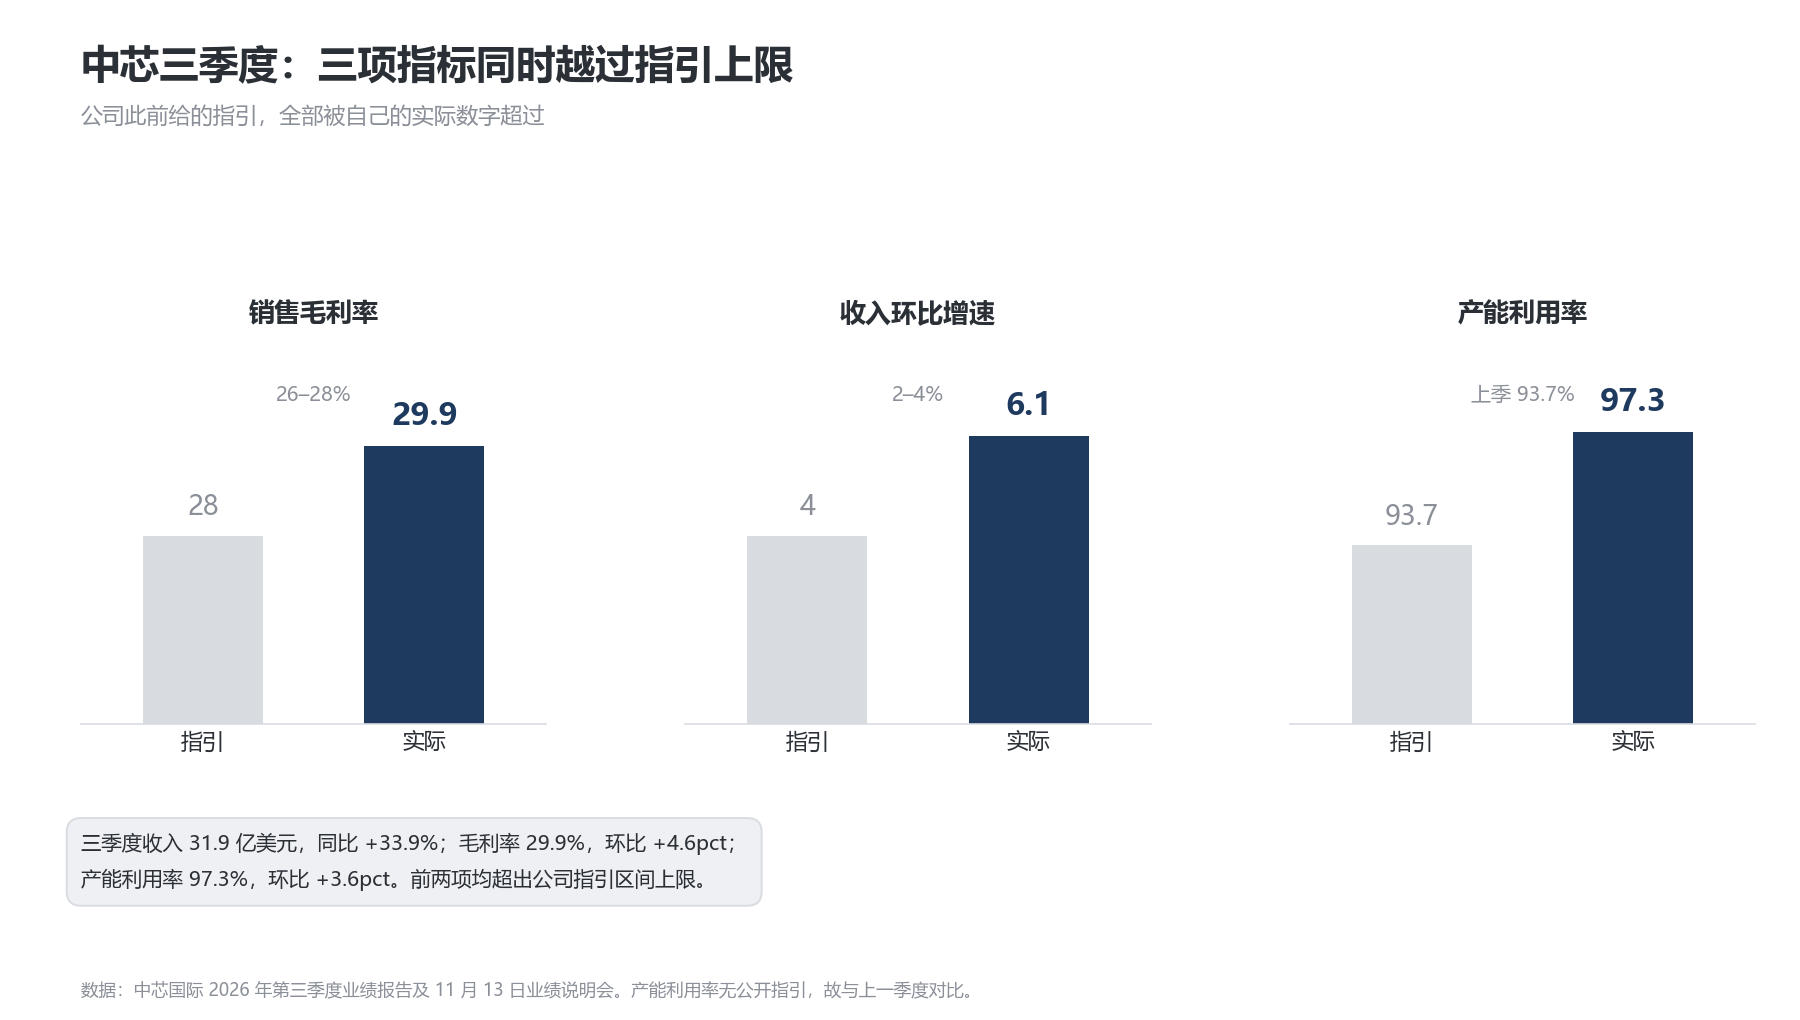 中芯三季度：三项指标同时越过指引上限
公司此前给的指引，全部被自己的实际数字超过
销售毛利率
26–28%
29.9
28
指引
实际
收入环比增速
2–4%
6.1
4
指引
实际
产能利用率
上季 93.7%
97.3
93.7
指引
实际
三季度收入 31.9 亿美元，同比 +33.9%；毛利率 29.9%，环比 +4.6pct；
产能利用率 97.3%，环比 +3.6pct。前两项均超出公司指引区间上限。
数据：中芯国际 2026 年第三季度业绩报告及 11 月 13 日业绩说明会。产能利用率无公开指引，故与上一季度对比。